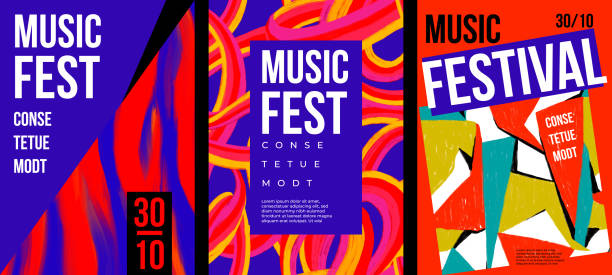 MUSIC
FEST
CONSE
TETUE
MODT
30
10
MUSIC
FEST
CONSE
TETUE
MODT
MUSIC
30/10
FESTIVAL
CONSE
TETUE
MODT